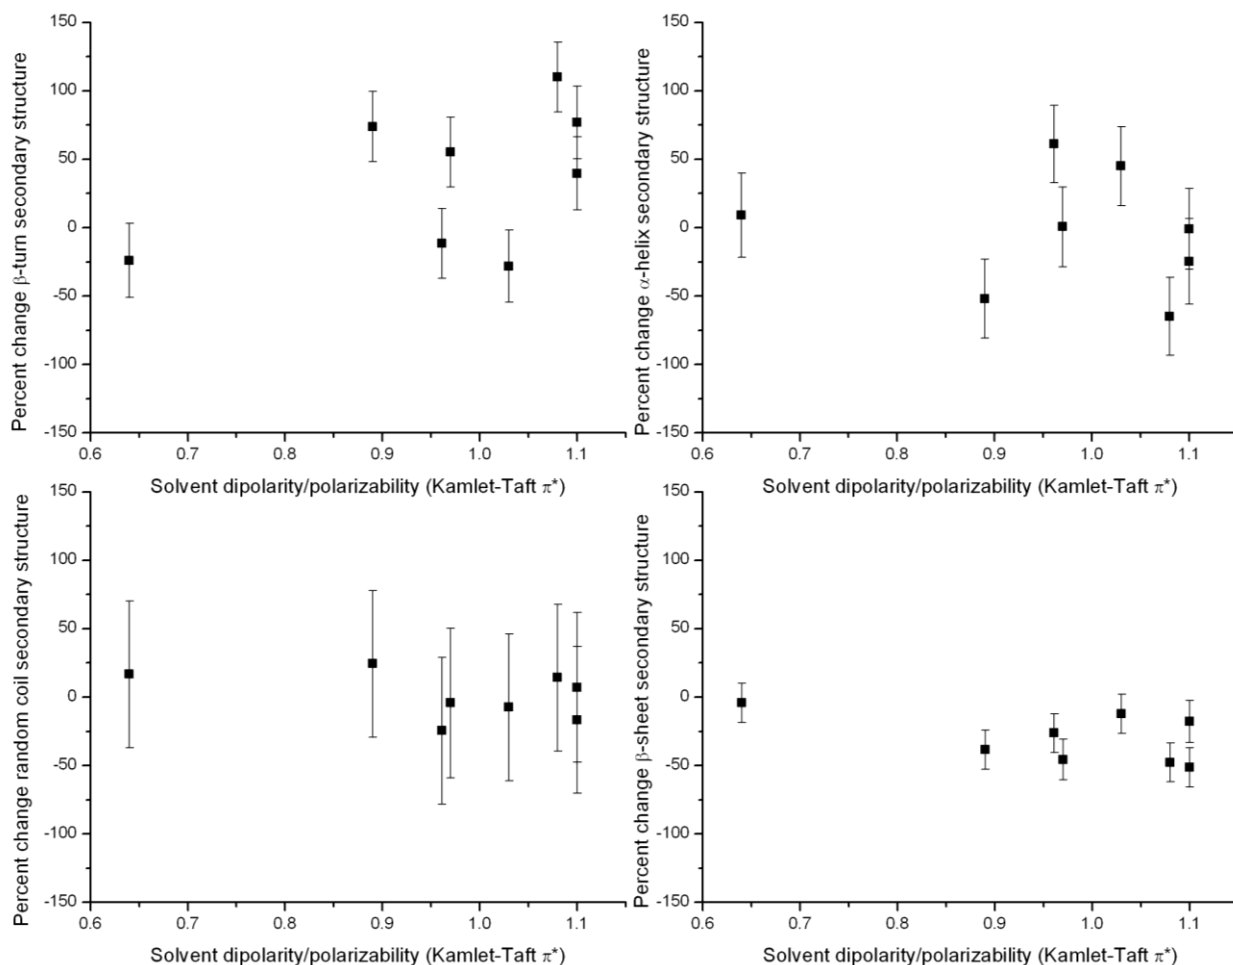 Percent change β-turn secondary structure
150
100
50
0
-50
-100
-150
0.6 0.7 0.8 0.9 1.0 1.1
Solvent dipolarity/polarizability (Kamlet-Taft π*)
Percent change α-helix secondary structure
150
100
50
0
-50
-100
-150
0.6 0.7 0.8 0.9 1.0 1.1
Solvent dipolarity/polarizability (Kamlet-Taft π*)
Percent change random coil secondary structure
150
100
50
0
-50
-100
-150
0.6 0.7 0.8 0.9 1.0 1.1
Solvent dipolarity/polarizability (Kamlet-Taft π*)
Percent change β-sheet secondary structure
150
100
50
0
-50
-100
-150
0.6 0.7 0.8 0.9 1.0 1.1
Solvent dipolarity/polarizability (Kamlet-Taft π*)